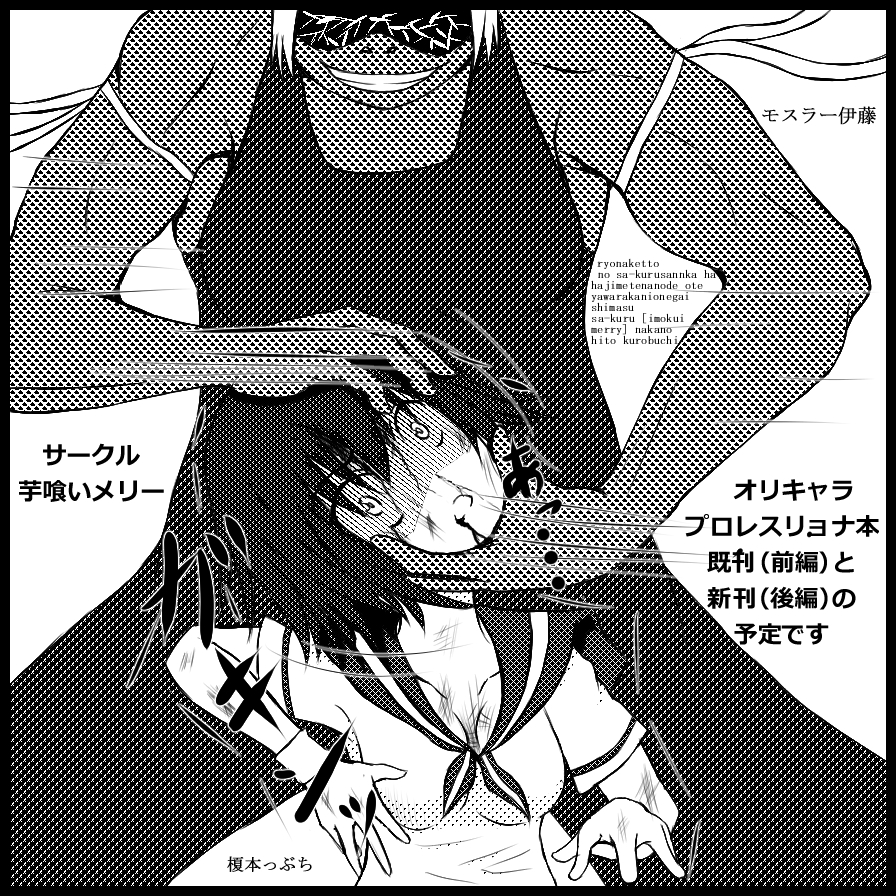 モスラー伊藤
ryonaketto
no sa-kurusannka ha
hajimetenanode ote
yawarakanionegai
shimasu
sa-kuru [imokui
merry] nakano
hito kurobuchi
サークル
芋喰いメリー
オリキャラ
プロレスリョナ本
既刊(前編)と
新刊(後編)の
予定です
あっ…
ガキッ
榎本っぶち